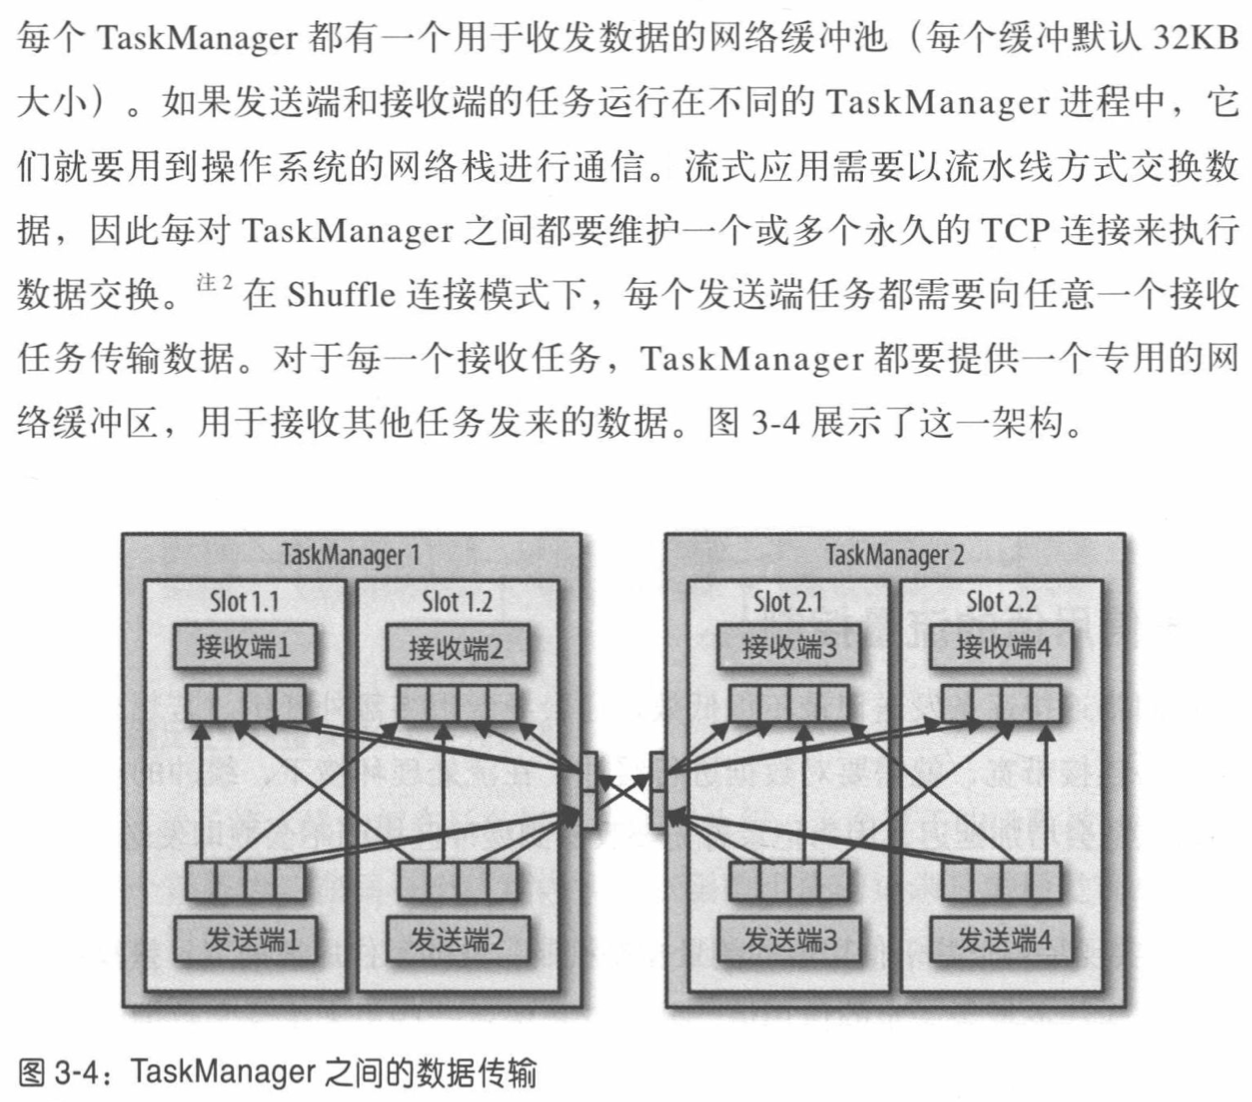 每个 TaskManager 都有一个用于收发数据的网络缓冲池（每个缓冲默认 32KB
大小）。如果发送端和接收端的任务运行在不同的 TaskManager 进程中，它
们就要用到操作系统的网络栈进行通信。流式应用需要以流水线方式交换数
据，因此每对 TaskManager 之间都要维护一个或多个永久的 TCP 连接来执行
数据交换。注2 在 Shuffle 连接模式下，每个发送端任务都需要向任意一个接收
任务传输数据。对于每一个接收任务，TaskManager 都要提供一个专用的网
络缓冲区，用于接收其他任务发来的数据。图 3-4 展示了这一架构。
TaskManager 1
TaskManager 2
Slot 1.1
Slot 1.2
Slot 2.1
Slot 2.2
接收端1
接收端2
接收端3
接收端4
发送端1
发送端2
发送端3
发送端4
图 3-4：TaskManager 之间的数据传输